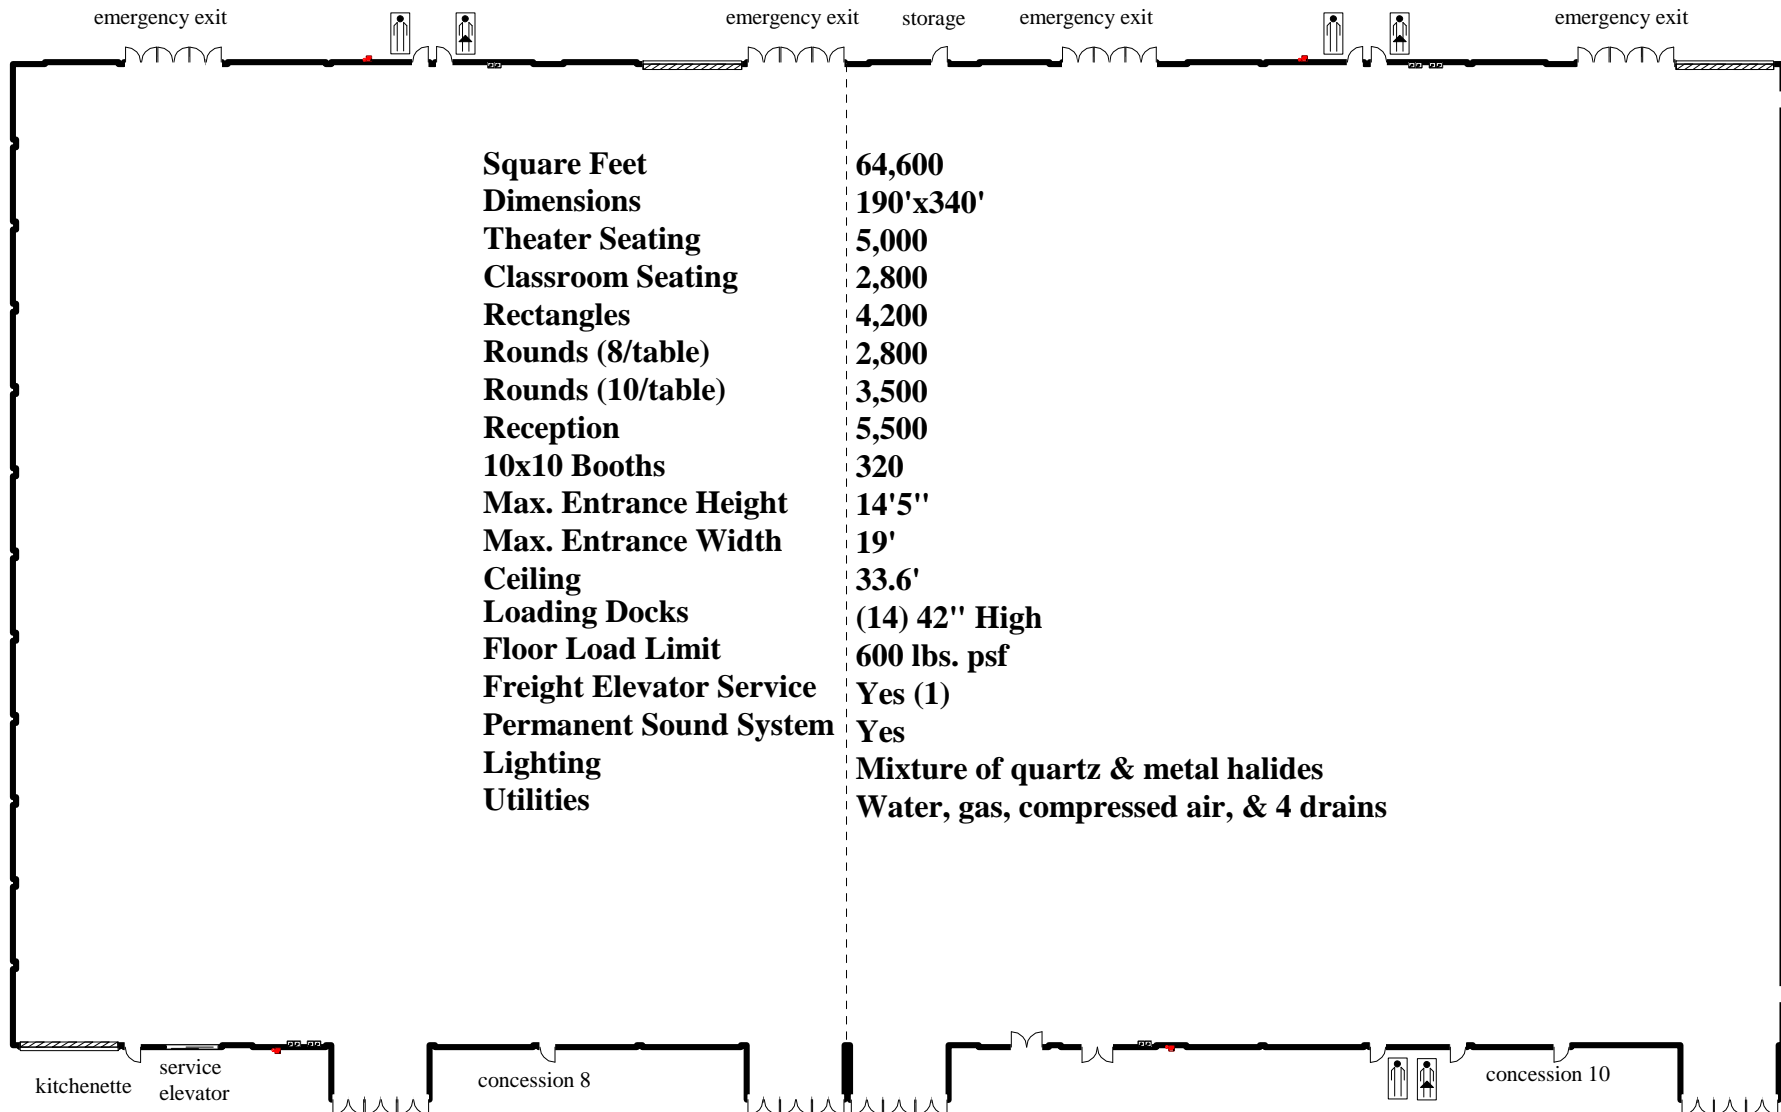 emergency exit
emergency exit
storage
emergency exit
emergency exit
Square Feet 64,600
Dimensions 190'x340'
Theater Seating 5,000
Classroom Seating 2,800
Rectangles 4,200
Rounds (8/table) 2,800
Rounds (10/table) 3,500
Reception 5,500
10x10 Booths 320
Max. Entrance Height 14'5"
Max. Entrance Width 19'
Ceiling 33.6'
Loading Docks (14) 42" High
Floor Load Limit 600 lbs. psf
Freight Elevator Service Yes (1)
Permanent Sound System Yes
Lighting Mixture of quartz & metal halides
Utilities Water, gas, compressed air, & 4 drains
kitchenette
service
elevator
concession 8
concession 10